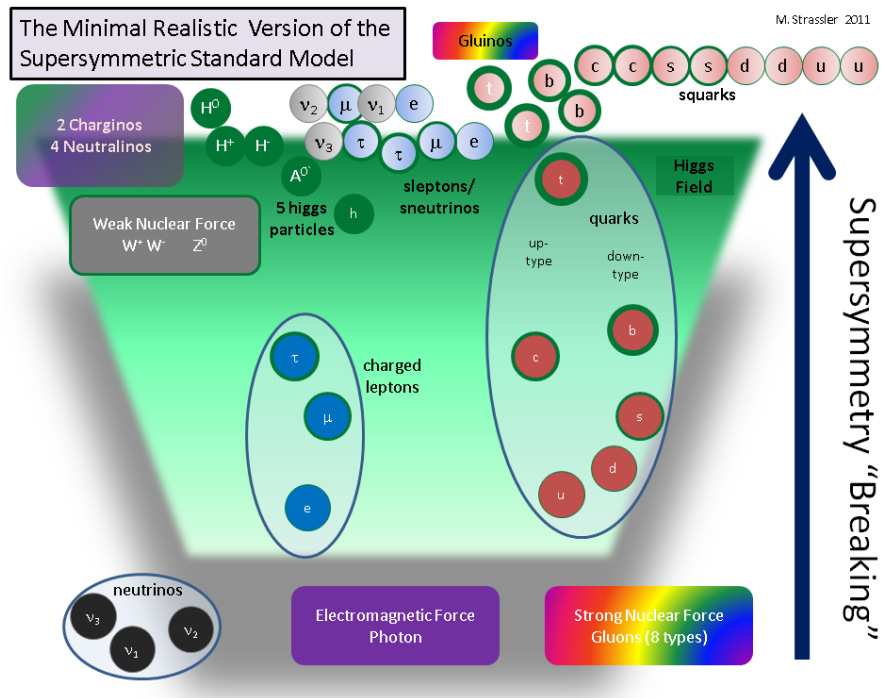 The Minimal Realistic Version of the
Supersymmetric Standard Model
M. Strassler 2011
Gluinos
t
b
c c s s d d u u
squarks
t
b
2 Charginos
4 Neutralinos
H⁰
H⁺ H⁻
A⁰
ν₂ μ ν₁ e
ν₃ τ τ μ e
sleptons/
sneutrinos
5 higgs
particles
h
Higgs
Field
Weak Nuclear Force
W⁺ W⁻ Z⁰
t
quarks
up-
type
down-
type
b
c
s
d
u
τ
charged
leptons
μ
e
neutrinos
ν₃
ν₁
ν₂
Electromagnetic Force
Photon
Strong Nuclear Force
Gluons (8 types)
Supersymmetry “Breaking”